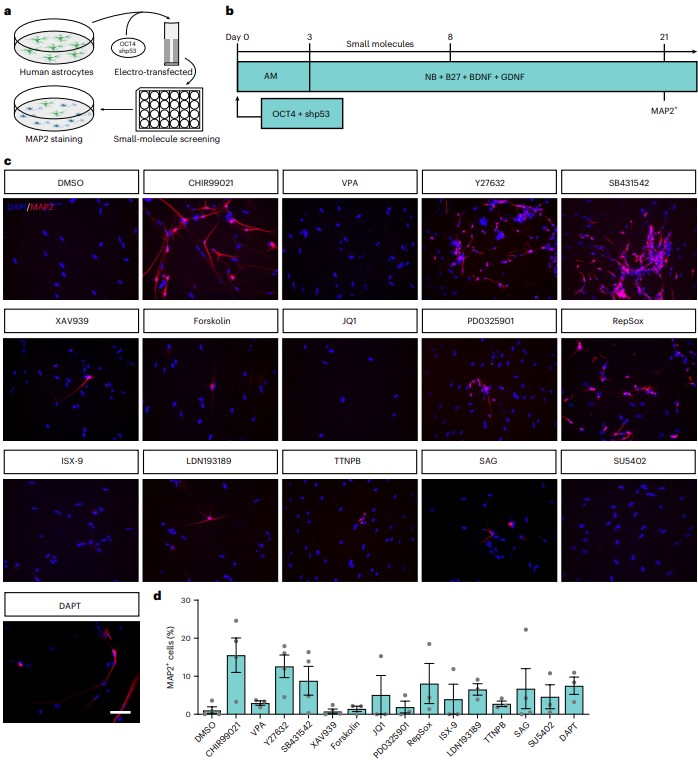 a
OCT4
shp53
Human astrocytes
Electro-transfected
MAP2 staining
Small-molecule screening
b
Day 0
3
8
21
Small molecules
AM
NB + B27 + BDNF + GDNF
OCT4 + shp53
MAP2⁺
c
DMSO
CHIR99021
VPA
Y27632
SB431542
DAPI/MAP2
XAV939
Forskolin
JQ1
PD0325901
RepSox
ISX-9
LDN193189
TTNPB
SAG
SU5402
DAPT
d
MAP2⁺ cells (%)
30
20
10
0
DMSO
CHIR99021
VPA
Y27632
SB431542
XAV939
Forskolin
JQ1
PD0325901
RepSox
ISX-9
LDN193189
TTNPB
SAG
SU5402
DAPT